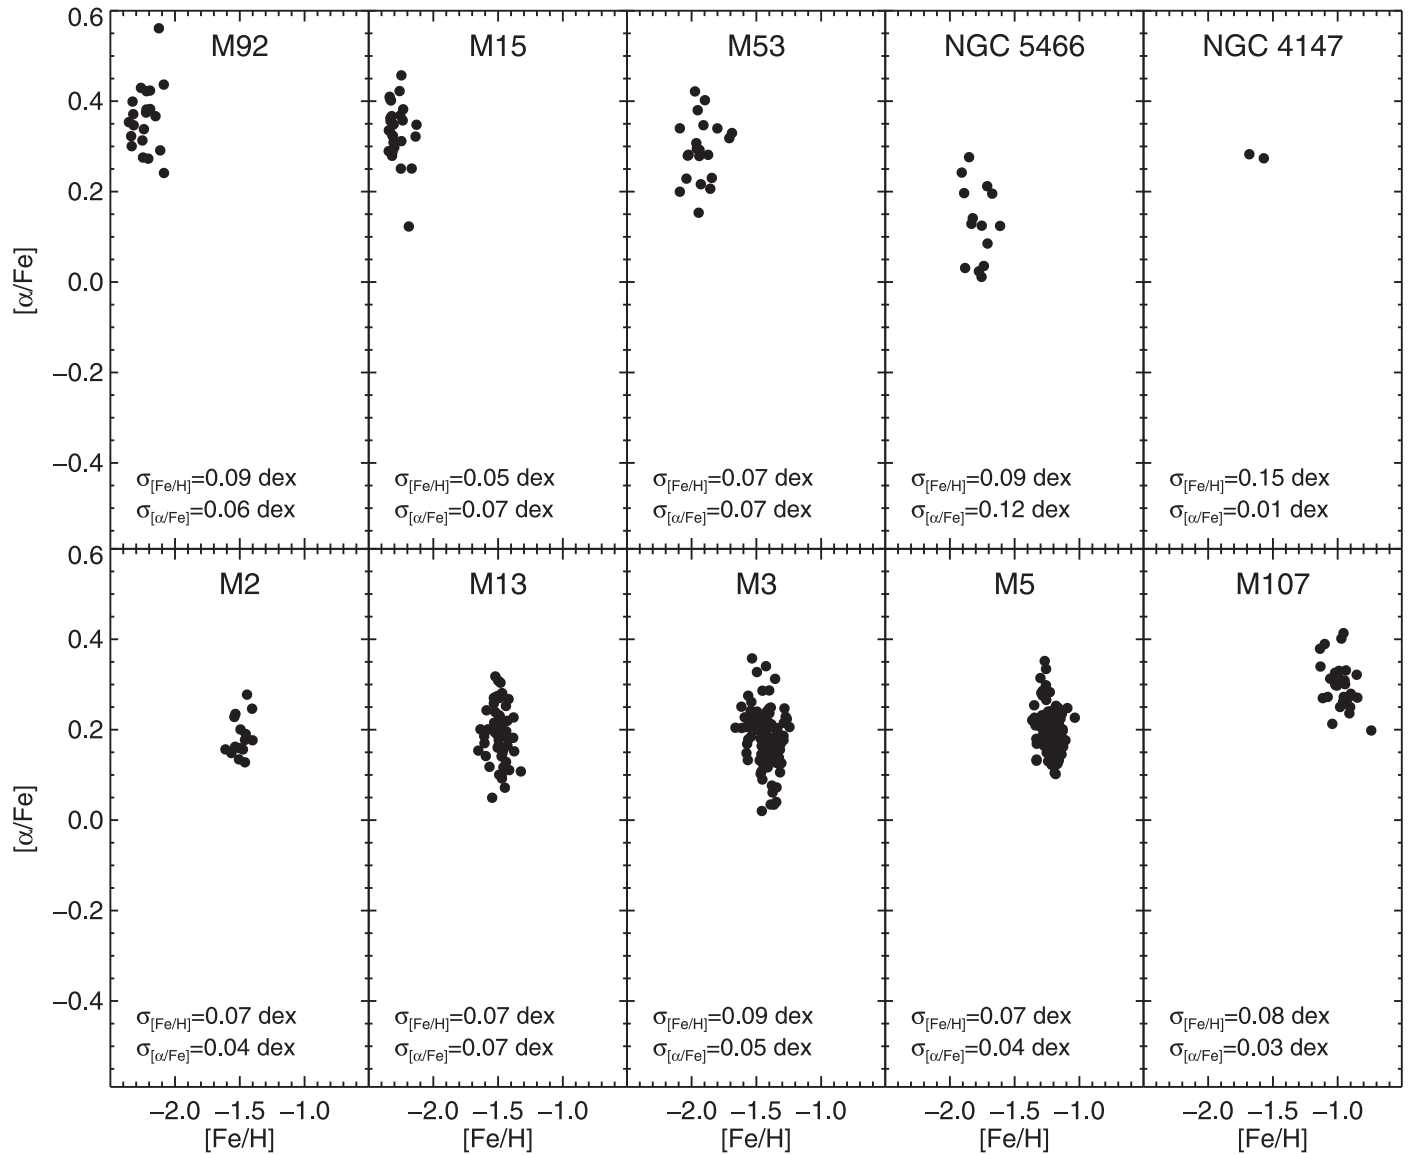 0.6 M92 M15 M53 NGC 5466 NGC 4147
0.4
0.2
[α/Fe]
0.0
−0.2
−0.4
σ[Fe/H]=0.09 dex σ[Fe/H]=0.05 dex σ[Fe/H]=0.07 dex σ[Fe/H]=0.09 dex σ[Fe/H]=0.15 dex
σ[α/Fe]=0.06 dex σ[α/Fe]=0.07 dex σ[α/Fe]=0.07 dex σ[α/Fe]=0.12 dex σ[α/Fe]=0.01 dex
0.6 M2 M13 M3 M5 M107
0.4
0.2
[α/Fe]
0.0
−0.2
−0.4
σ[Fe/H]=0.07 dex σ[Fe/H]=0.07 dex σ[Fe/H]=0.09 dex σ[Fe/H]=0.07 dex σ[Fe/H]=0.08 dex
σ[α/Fe]=0.04 dex σ[α/Fe]=0.07 dex σ[α/Fe]=0.05 dex σ[α/Fe]=0.04 dex σ[α/Fe]=0.03 dex
−2.0 −1.5 −1.0 −2.0 −1.5 −1.0 −2.0 −1.5 −1.0 −2.0 −1.5 −1.0 −2.0 −1.5 −1.0
[Fe/H] [Fe/H] [Fe/H] [Fe/H] [Fe/H]